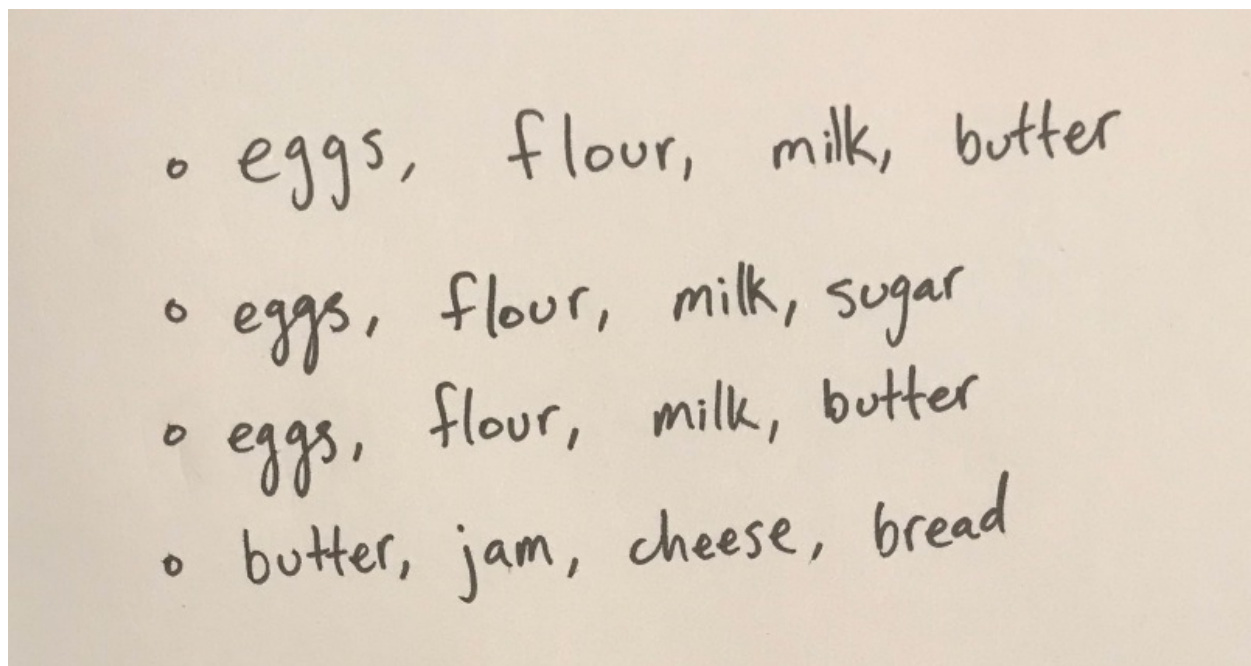 • eggs, flour, milk, butter
• eggs, flour, milk, sugar
• eggs, flour, milk, butter
• butter, jam, cheese, bread